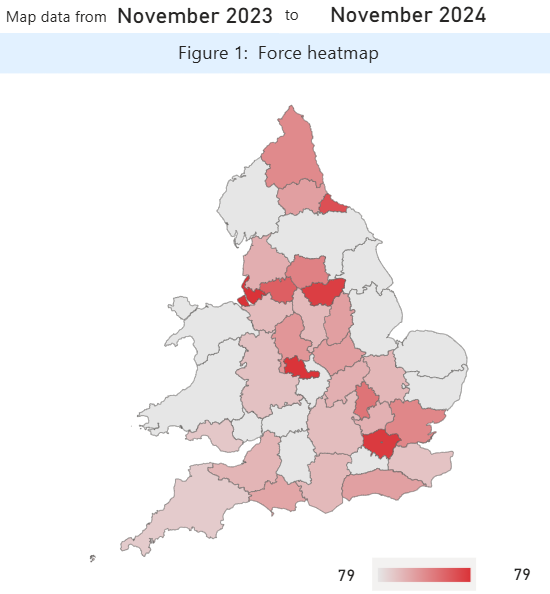 Map data from November 2023 to November 2024
Figure 1: Force heatmap
79 79